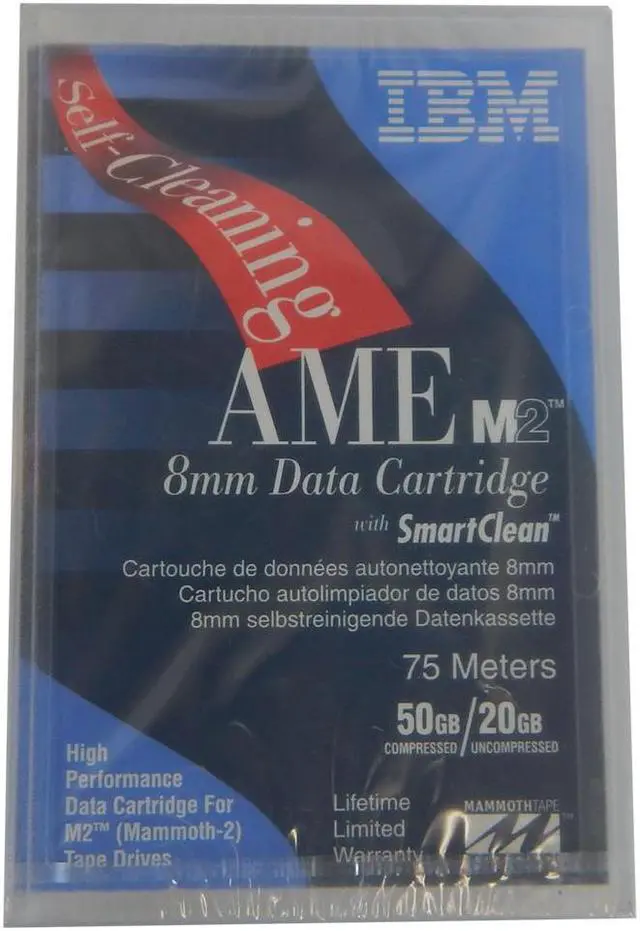 IBM
Self-Cleaning
AME M2™
8mm Data Cartridge
with SmartClean™
Cartouche de données autonettoyante 8mm
Cartucho autolimpiador de datos 8mm
8mm selbstreinigende Datenkassette
75 Meters
50GB/20GB
COMPRESSED/UNCOMPRESSED
High
Performance
Data Cartridge For
M2™ (Mammoth-2)
Tape Drives
Lifetime
Limited
Warranty
MAMMOTHTAPE
M™